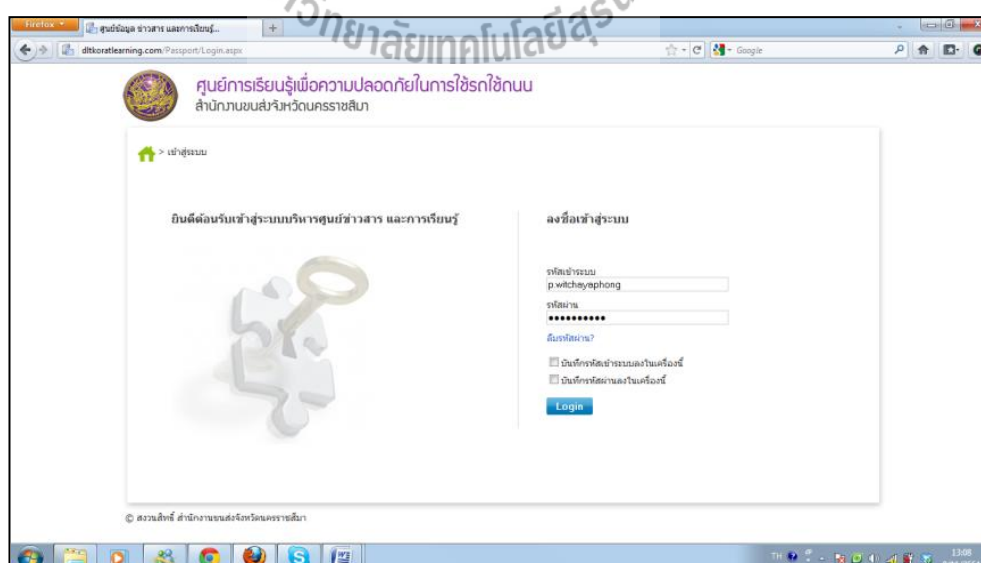 วิทยาลัยเทคโนโลยีสุร
Firefox
ศูนย์ข้อมูล ข่าวสาร และการเรียนรู้...
dltkoratlearning.com/Passport/Login.aspx
Google
ศูนย์การเรียนรู้เพื่อความปลอดภัยในการใช้รถใช้ถนน
สำนักงานขนส่งจังหวัดนครราชสีมา
> เข้าสู่ระบบ
ยินดีต้อนรับเข้าสู่ระบบบริหารศูนย์ข่าวสาร และการเรียนรู้
ลงชื่อเข้าสู่ระบบ
รหัสเข้าระบบ
p.witchayaphong
รหัสผ่าน
ลืมรหัสผ่าน?
บันทึกรหัสเข้าระบบลงในเครื่องนี้
บันทึกรหัสผ่านลงในเครื่องนี้
Login
© สงวนสิทธิ์ สำนักงานขนส่งจังหวัดนครราชสีมา
TH
13:08